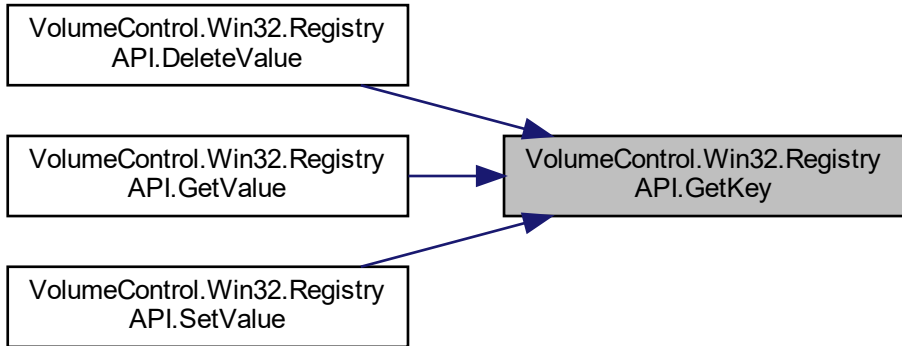 VolumeControl.Win32.Registry
API.DeleteValue
VolumeControl.Win32.Registry
API.GetValue
VolumeControl.Win32.Registry
API.GetKey
VolumeControl.Win32.Registry
API.SetValue